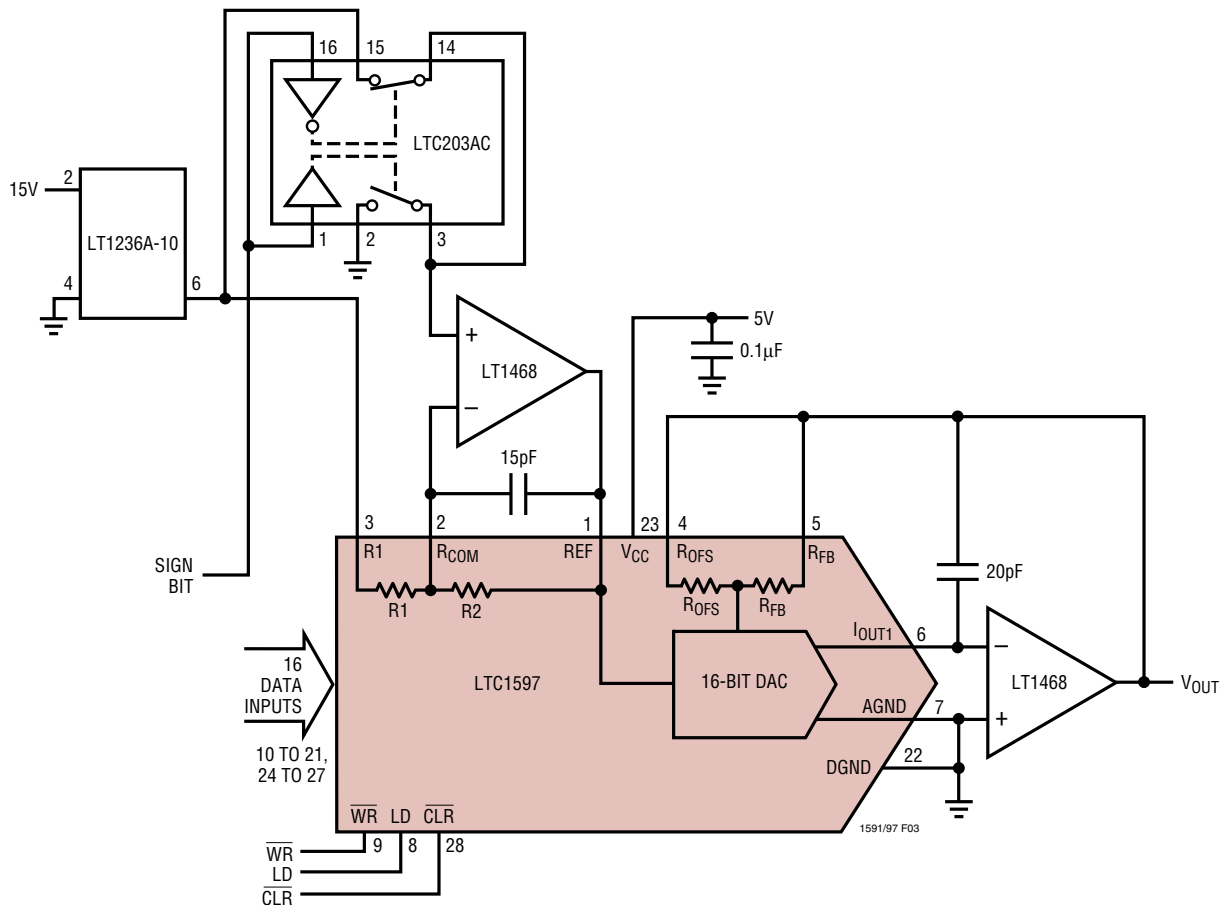 16 15 14
LTC203AC
1 2 3
15V 2
LT1236A-10
4 6
+
LT1468
–
5V
0.1µF
15pF
3 2 1 23 4 5
R1 RCOM REF VCC ROFS RFB
R1 R2 ROFS RFB
20pF
SIGN
BIT
16
DATA
INPUTS
10 TO 21,
24 TO 27
LTC1597
16-BIT DAC
IOUT1 6
AGND 7
DGND 22
–
LT1468
+
VOUT
WR LD CLR
9 8 28
WR
LD
CLR
1591/97 F03